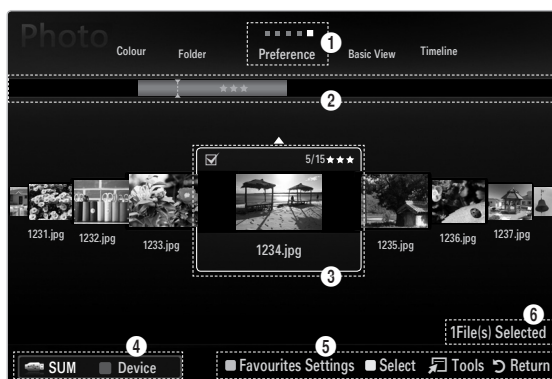 Photo
Colour Folder Preference Basic View Timeline
1
2
★★★
5/15★★★
1231.jpg 1232.jpg 1233.jpg 1234.jpg 1235.jpg 1236.jpg 1237.jpg
3
6
1File(s) Selected
4 5
SUM Device Favourites Settings Select Tools Return